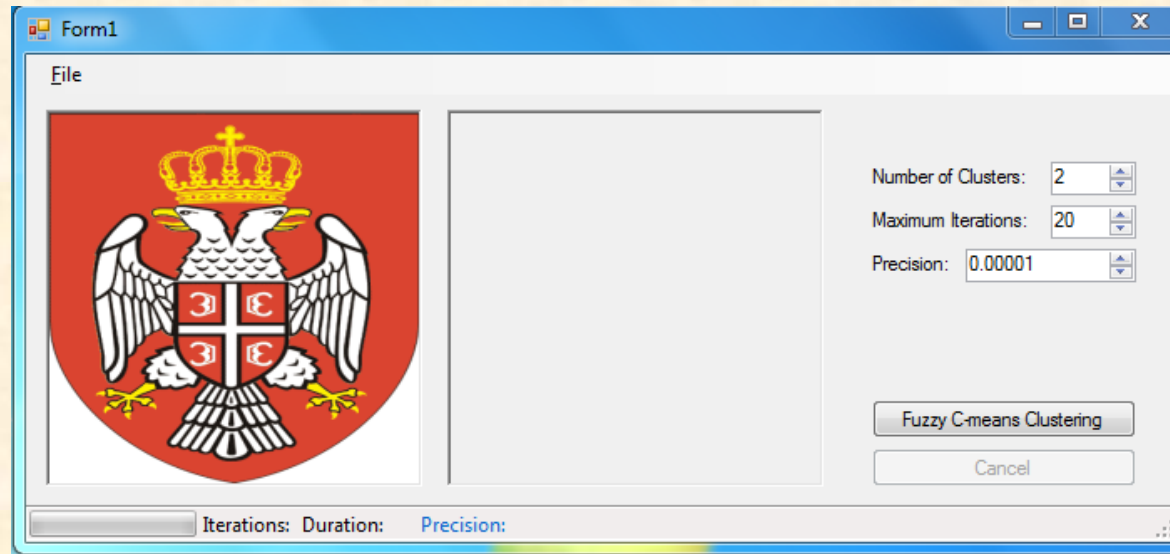 Form1
File
Number of Clusters: 2
Maximum Iterations: 20
Precision: 0.00001
Fuzzy C-means Clustering
Cancel
Iterations: Duration: Precision: